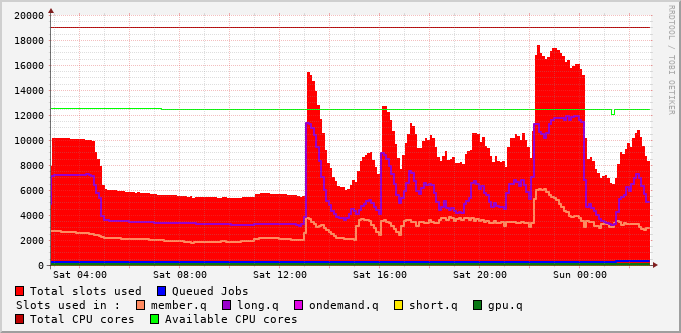 RRDTOOL / TOBI OETIKER
20000
18000
16000
14000
12000
10000
8000
6000
4000
2000
0
Sat 04:00 Sat 08:00 Sat 12:00 Sat 16:00 Sat 20:00 Sun 00:00
Total slots used Queued Jobs
Slots used in : member.q long.q ondemand.q short.q gpu.q
Total CPU cores Available CPU cores